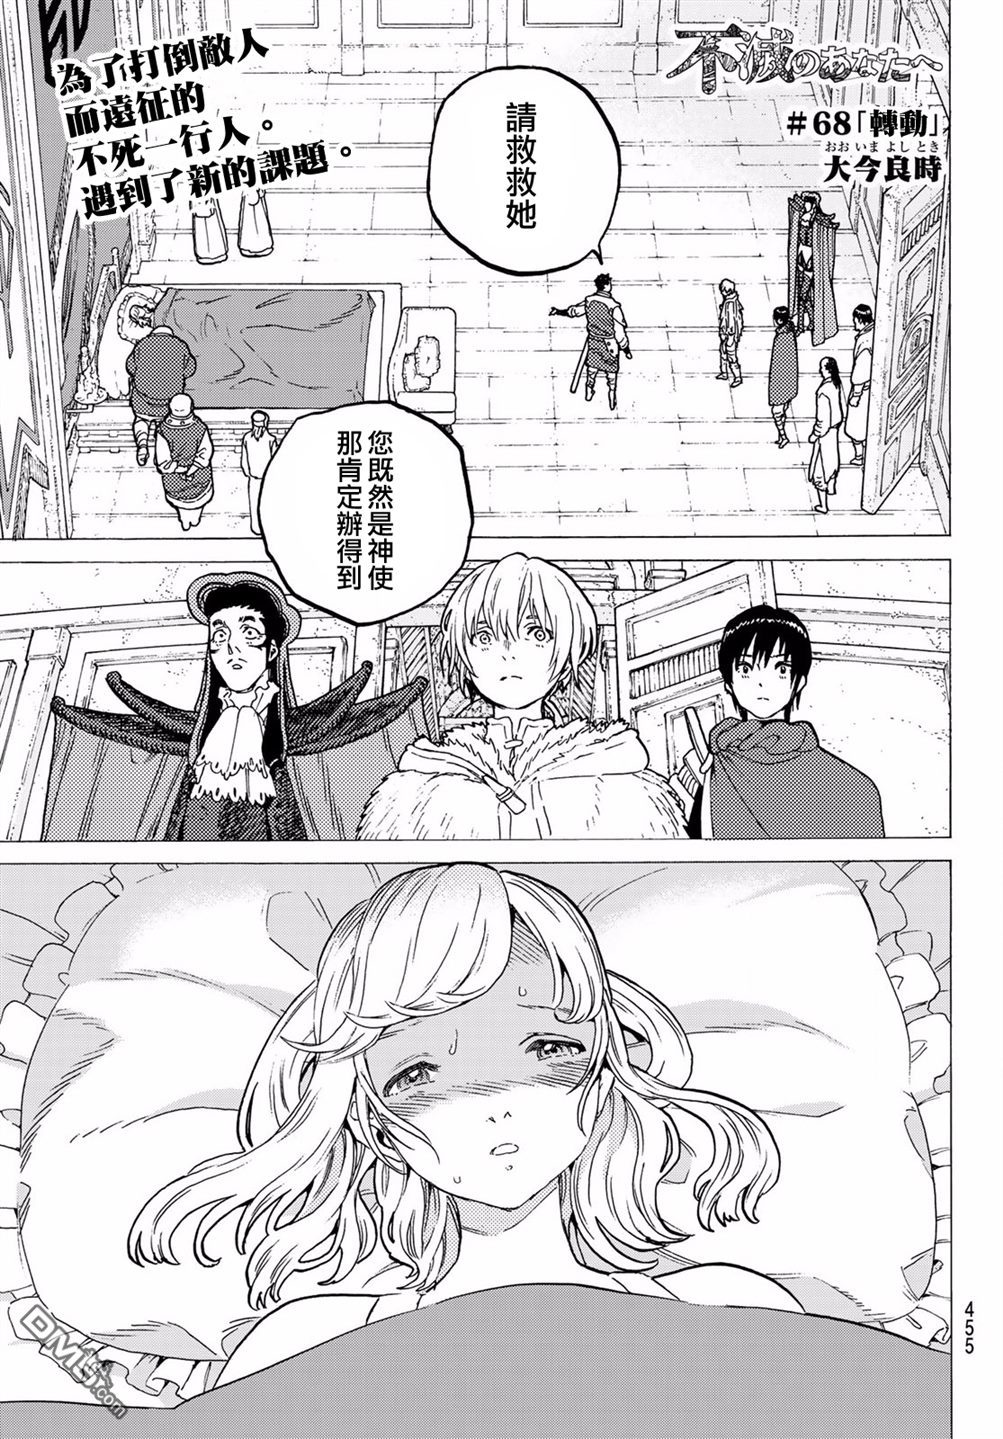 不滅のあなたへ
#68「轉動」
おおいまよしとき
大今良時
為了打倒敵人
而遠征的
不死一行人。
遇到了新的課題。
請救救她
您既然是神使
那肯定辦得到
455